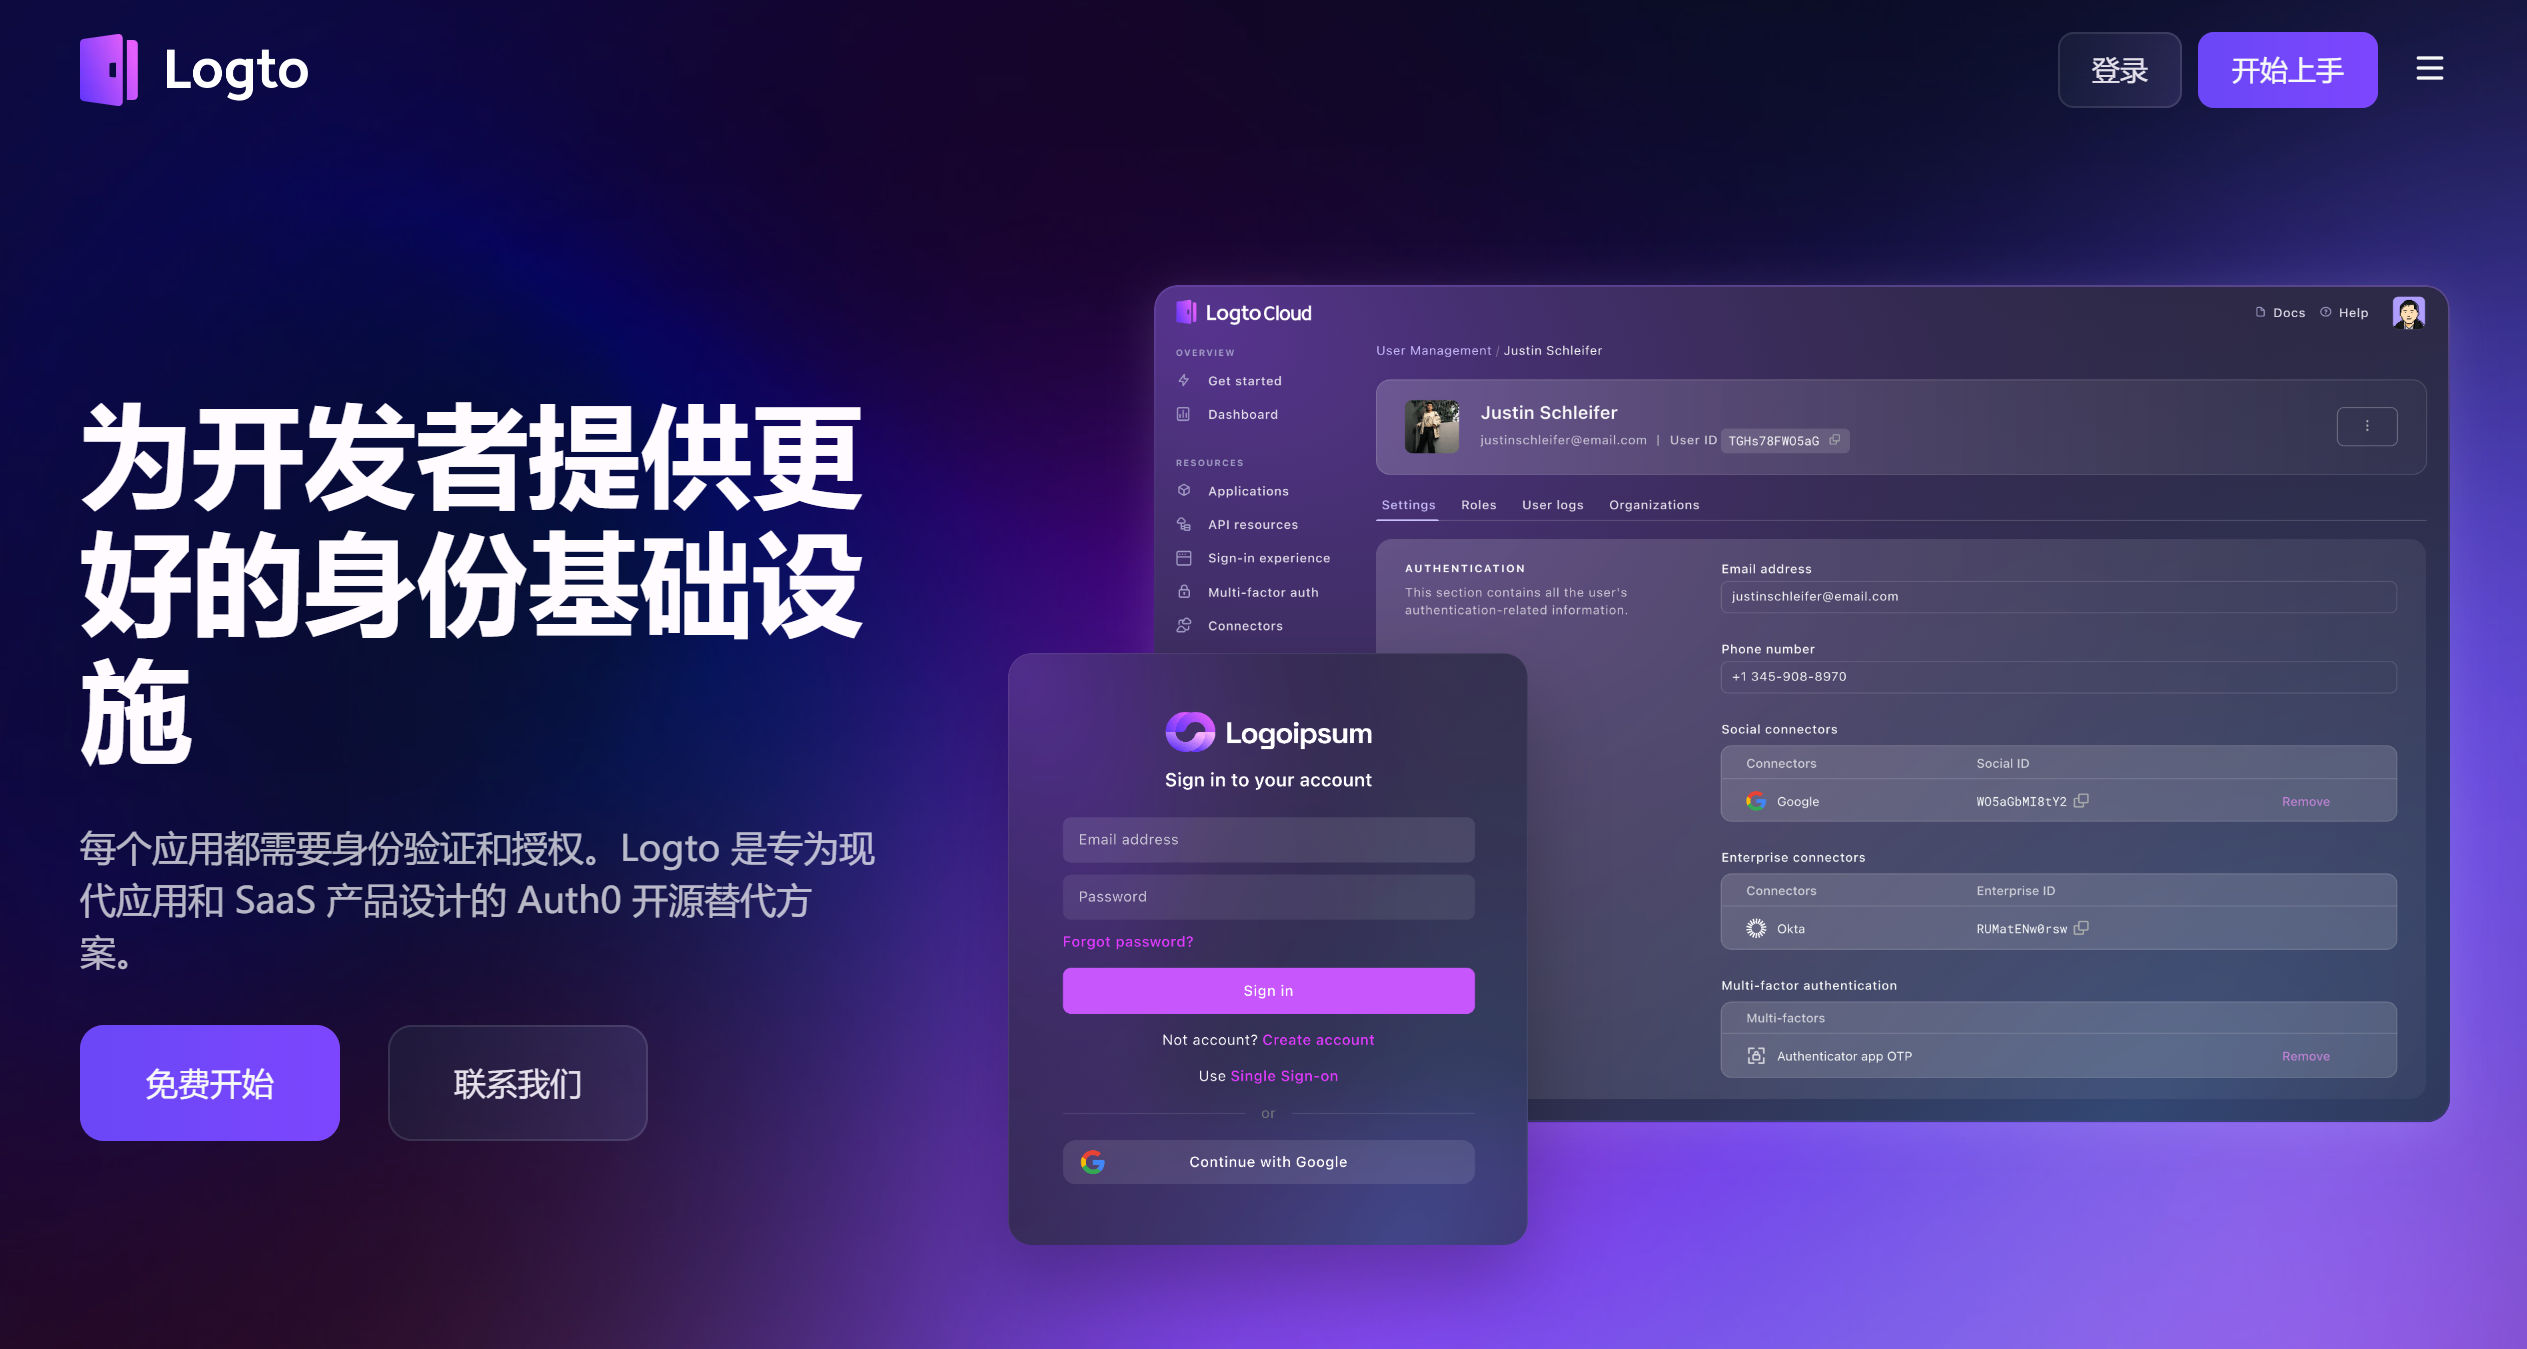 Logto
登录
开始上手
为开发者提供更
好的身份基础设
施
每个应用都需要身份验证和授权。Logto 是专为现
代应用和 SaaS 产品设计的 Auth0 开源替代方
案。
免费开始
联系我们
Logto Cloud
Docs
Help
OVERVIEW
Get started
Dashboard
RESOURCES
Applications
API resources
Sign-in experience
Multi-factor auth
Connectors
User Management / Justin Schleifer
Justin Schleifer
justinschleifer@email.com | User ID TGHs78FWO5aG
Settings Roles User logs Organizations
AUTHENTICATION
This section contains all the user's
authentication-related information.
Email address
justinschleifer@email.com
Phone number
+1 345-908-8970
Social connectors
Connectors Social ID
Google WO5aGbMI8tY2 Remove
Enterprise connectors
Connectors Enterprise ID
Okta RUMatENw0rsw
Multi-factor authentication
Multi-factors
Authenticator app OTP Remove
Logoipsum
Sign in to your account
Email address
Password
Forgot password?
Sign in
Not account? Create account
Use Single Sign-on
or
Continue with Google